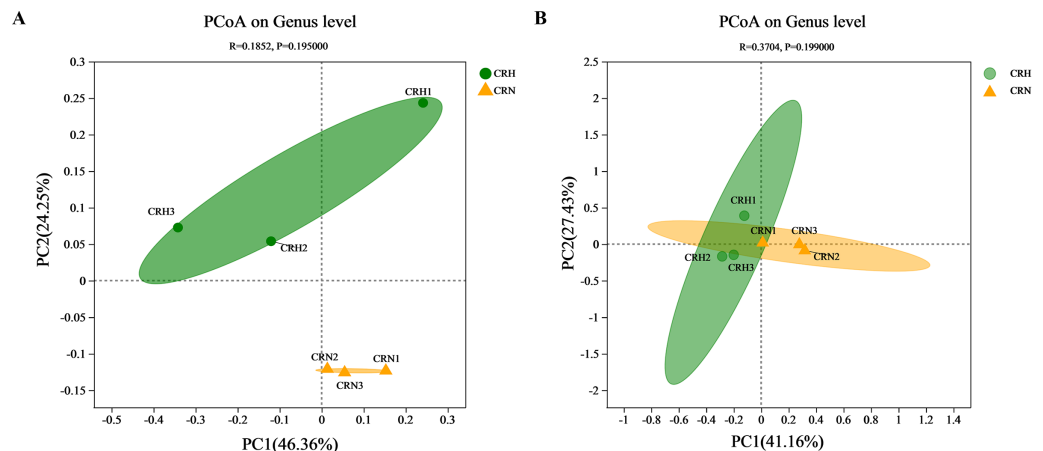 A
PCoA on Genus level
R=0.1852, P=0.195000
CRH
CRN
0.3
0.25
0.2
0.15
0.1
0.05
0
-0.05
-0.1
-0.15
PC2(24.25%)
CRH1
CRH3
CRH2
CRN2
CRN1
CRN3
-0.5
-0.4
-0.3
-0.2
-0.1
0
0.1
0.2
0.3
PC1(46.36%)
B
PCoA on Genus level
R=0.3704, P=0.199000
CRH
CRN
2.5
2
1.5
1
0.5
0
-0.5
-1
-1.5
-2
PC2(27.43%)
CRH1
CRN1
CRN3
CRH2
CRH3
CRN2
-1
-0.8
-0.6
-0.4
-0.2
0
0.2
0.4
0.6
0.8
1
1.2
1.4
PC1(41.16%)